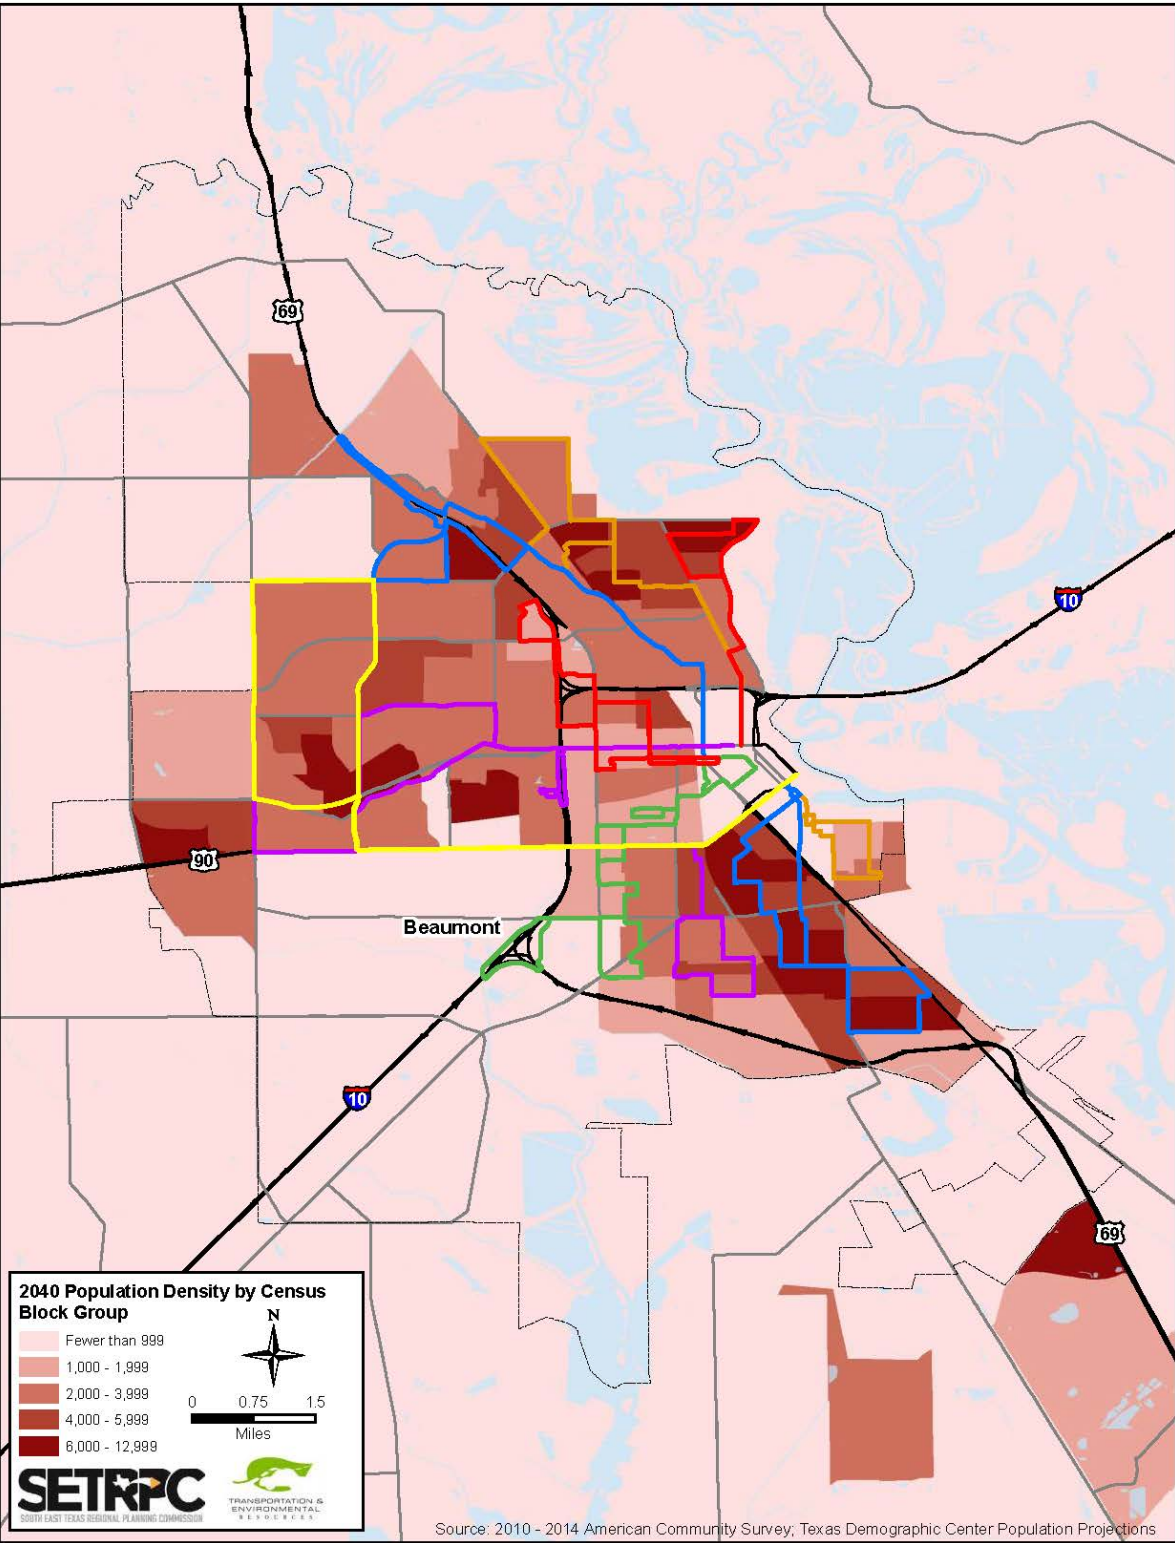 69
10
90
Beaumont
10
69
2040 Population Density by Census
Block Group
N
Fewer than 999
1,000 - 1,999
2,000 - 3,999
4,000 - 5,999
6,000 - 12,999
0 0.75 1.5
Miles
SETRPC
SOUTH EAST TEXAS REGIONAL PLANNING COMMISSION
TRANSPORTATION &
ENVIRONMENTAL
RESOURCES
Source: 2010 - 2014 American Community Survey; Texas Demographic Center Population Projections